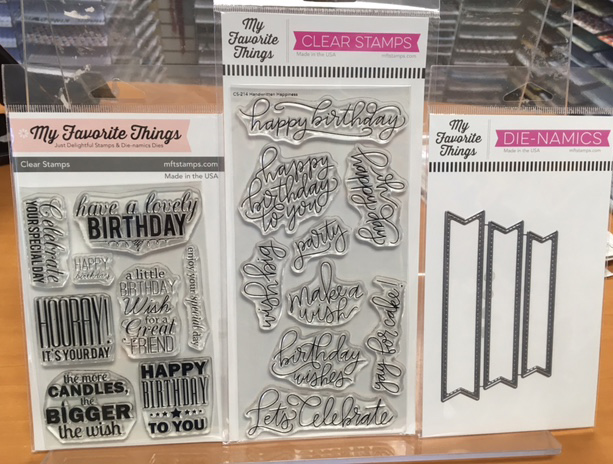 My Favorite Things
Just Delightful Stamps & Die-namics Dies
Clear Stamps
mftstamps.com
Made in the USA
Celebrate
YOUR SPECIAL DAY
have a lovely
BIRTHDAY
HAPPY
birthday
a little
BIRTHDAY
Wish
for a
Great
FRIEND
enjoy your special day
HOORAY!
IT'S YOUR DAY
the more
CANDLES,
the
BIGGER
the wish
HAPPY
BIRTHDAY
TO YOU
My
Favorite
Things
CLEAR STAMPS
Made in the USA
mftstamps.com
CS-214 Handwritten Happiness
happy birthday
happy
birthday
to you
oh
happy day
party
wish big
make a
wish
yay for cake!
birthday
wishes
Let's Celebrate
My
Favorite
Things
DIE-NAMICS
Made in the USA
mftstamps.com